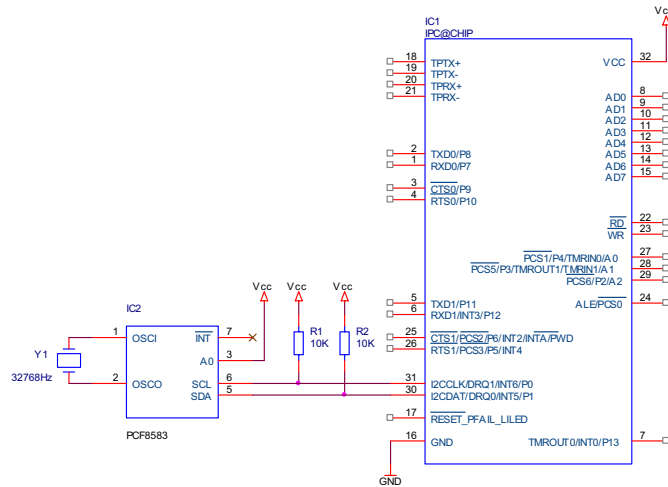 Vcc
IC1
IPC@CHIP
18 TPTX+
19 TPTX-
20 TPRX+
21 TPRX-
VCC 32
AD0 8
AD1 9
AD2 10
AD3 11
AD4 12
AD5 13
AD6 14
AD7 15
2 TXD0/P8
1 RXD0/P7
3 CTS0/P9
4 RTS0/P10
RD 22
WR 23
PCS1/P4/TMRIN0/A0 27
PCS5/P3/TMROUT1/TMRIN1/A1 28
PCS6/P2/A2 29
5 TXD1/P11
6 RXD1/INT3/P12
ALE/PCS0 24
25 CTS1/PCS2/P6/INT2/INTA/PWD
26 RTS1/PCS3/P5/INT4
31 I2CCLK/DRQ1/INT6/P0
30 I2CDAT/DRQ0/INT5/P1
17 RESET_PFAIL_LILED
16 GND
TMROUT0/INT0/P13 7
GND
Vcc
Vcc
Vcc
IC2
R1
10K
R2
10K
1 OSCI
INT 7
A0 3
Y1
32768Hz
2 OSCO
SCL 6
SDA 5
PCF8583